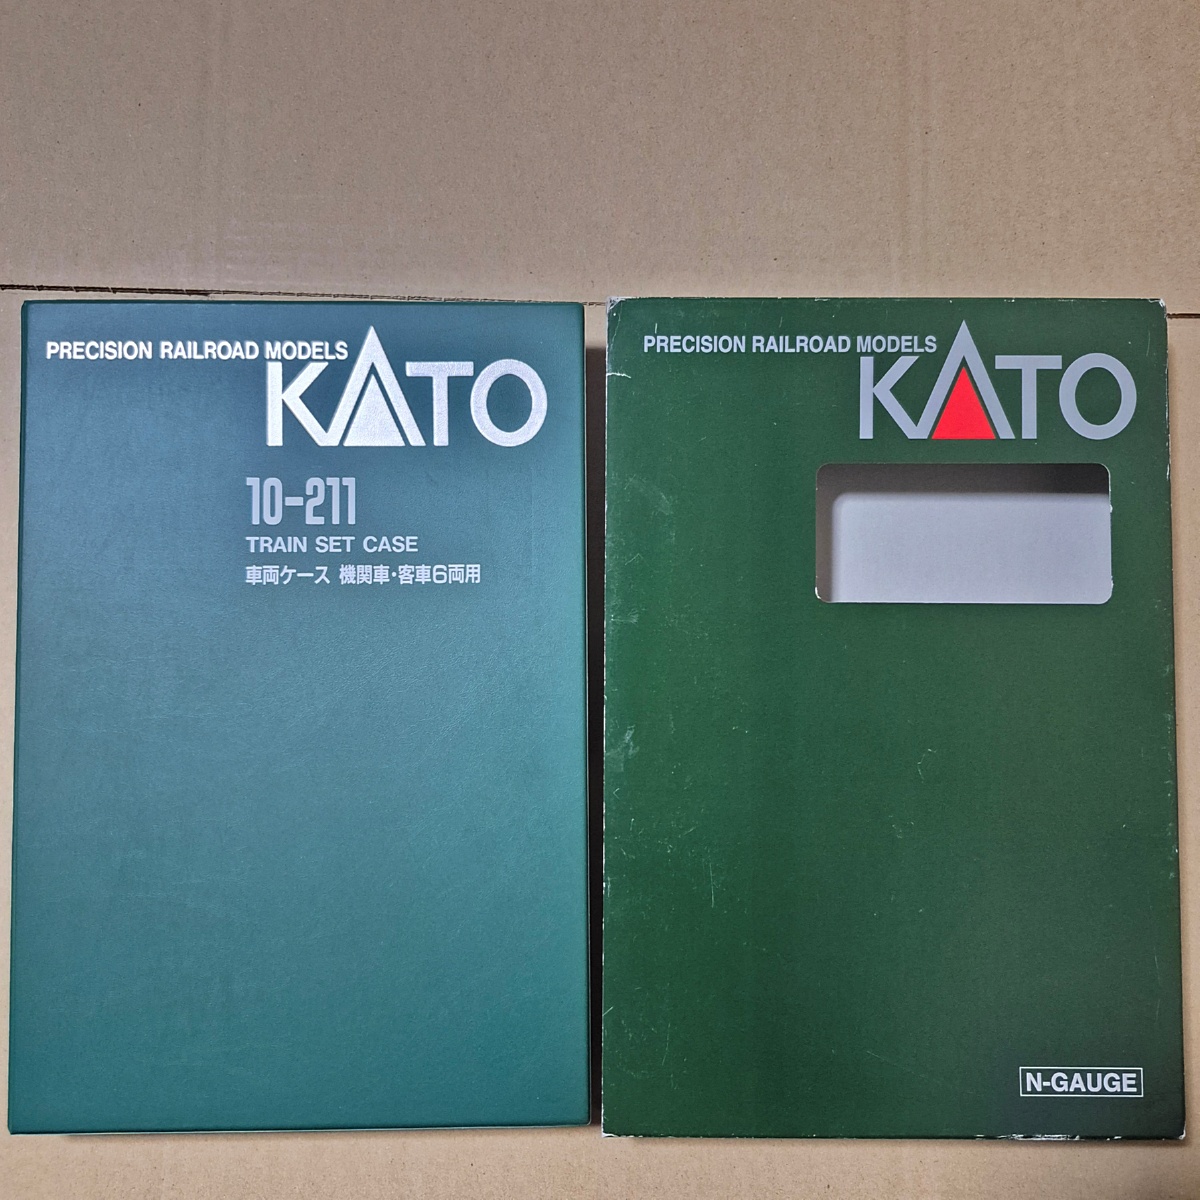 PRECISION RAILROAD MODELS
KATO
10-211
TRAIN SET CASE
車両ケース 機関車・客車6両用
PRECISION RAILROAD MODELS
KATO
N-GAUGE